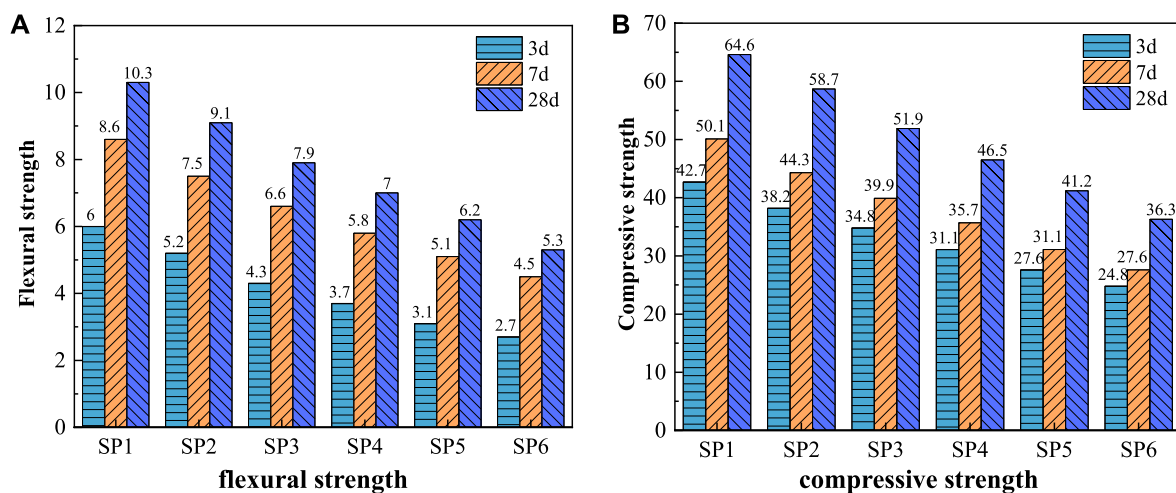 A
Flexural strength
12
10
8
6
4
2
0
3d
7d
28d
6 8.6 10.3
5.2 7.5 9.1
4.3 6.6 7.9
3.7 5.8 7
3.1 5.1 6.2
2.7 4.5 5.3
SP1 SP2 SP3 SP4 SP5 SP6
flexural strength
B
Compressive strength
70
60
50
40
30
20
10
0
3d
7d
28d
42.7 50.1 64.6
38.2 44.3 58.7
34.8 39.9 51.9
31.1 35.7 46.5
27.6 31.1 41.2
24.8 27.6 36.3
SP1 SP2 SP3 SP4 SP5 SP6
compressive strength